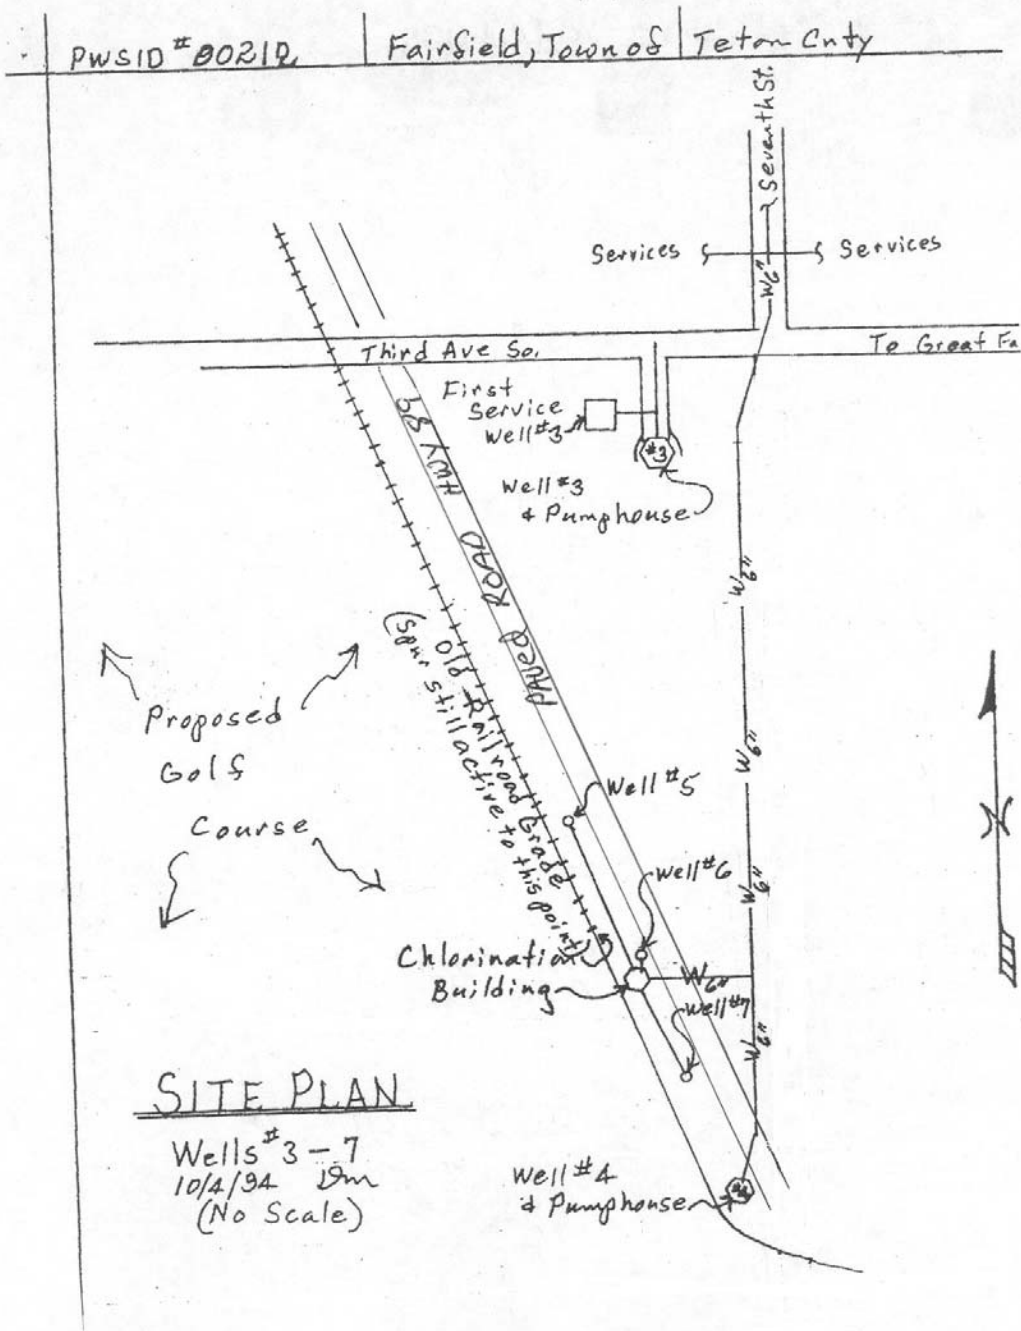 PWSID #00212 Fairfield, Town of Teton Cnty
Seventh St.
Services Services
W6"
Third Ave So. To Great Fa
First
Service
Well #3
#3
Well #3
& Pumphouse
HWY 89
PAVED ROAD
W6"
Old Railroad Grade
(Spur still active to this point)
Proposed
Golf
Course
W6"
Well #5
Well #6
W6"
Chlorination
Building
W6"
Well #7
W6"
SITE PLAN
Wells #3-7
10/4/94
(No Scale)
Well #4
& Pumphouse
#4
N